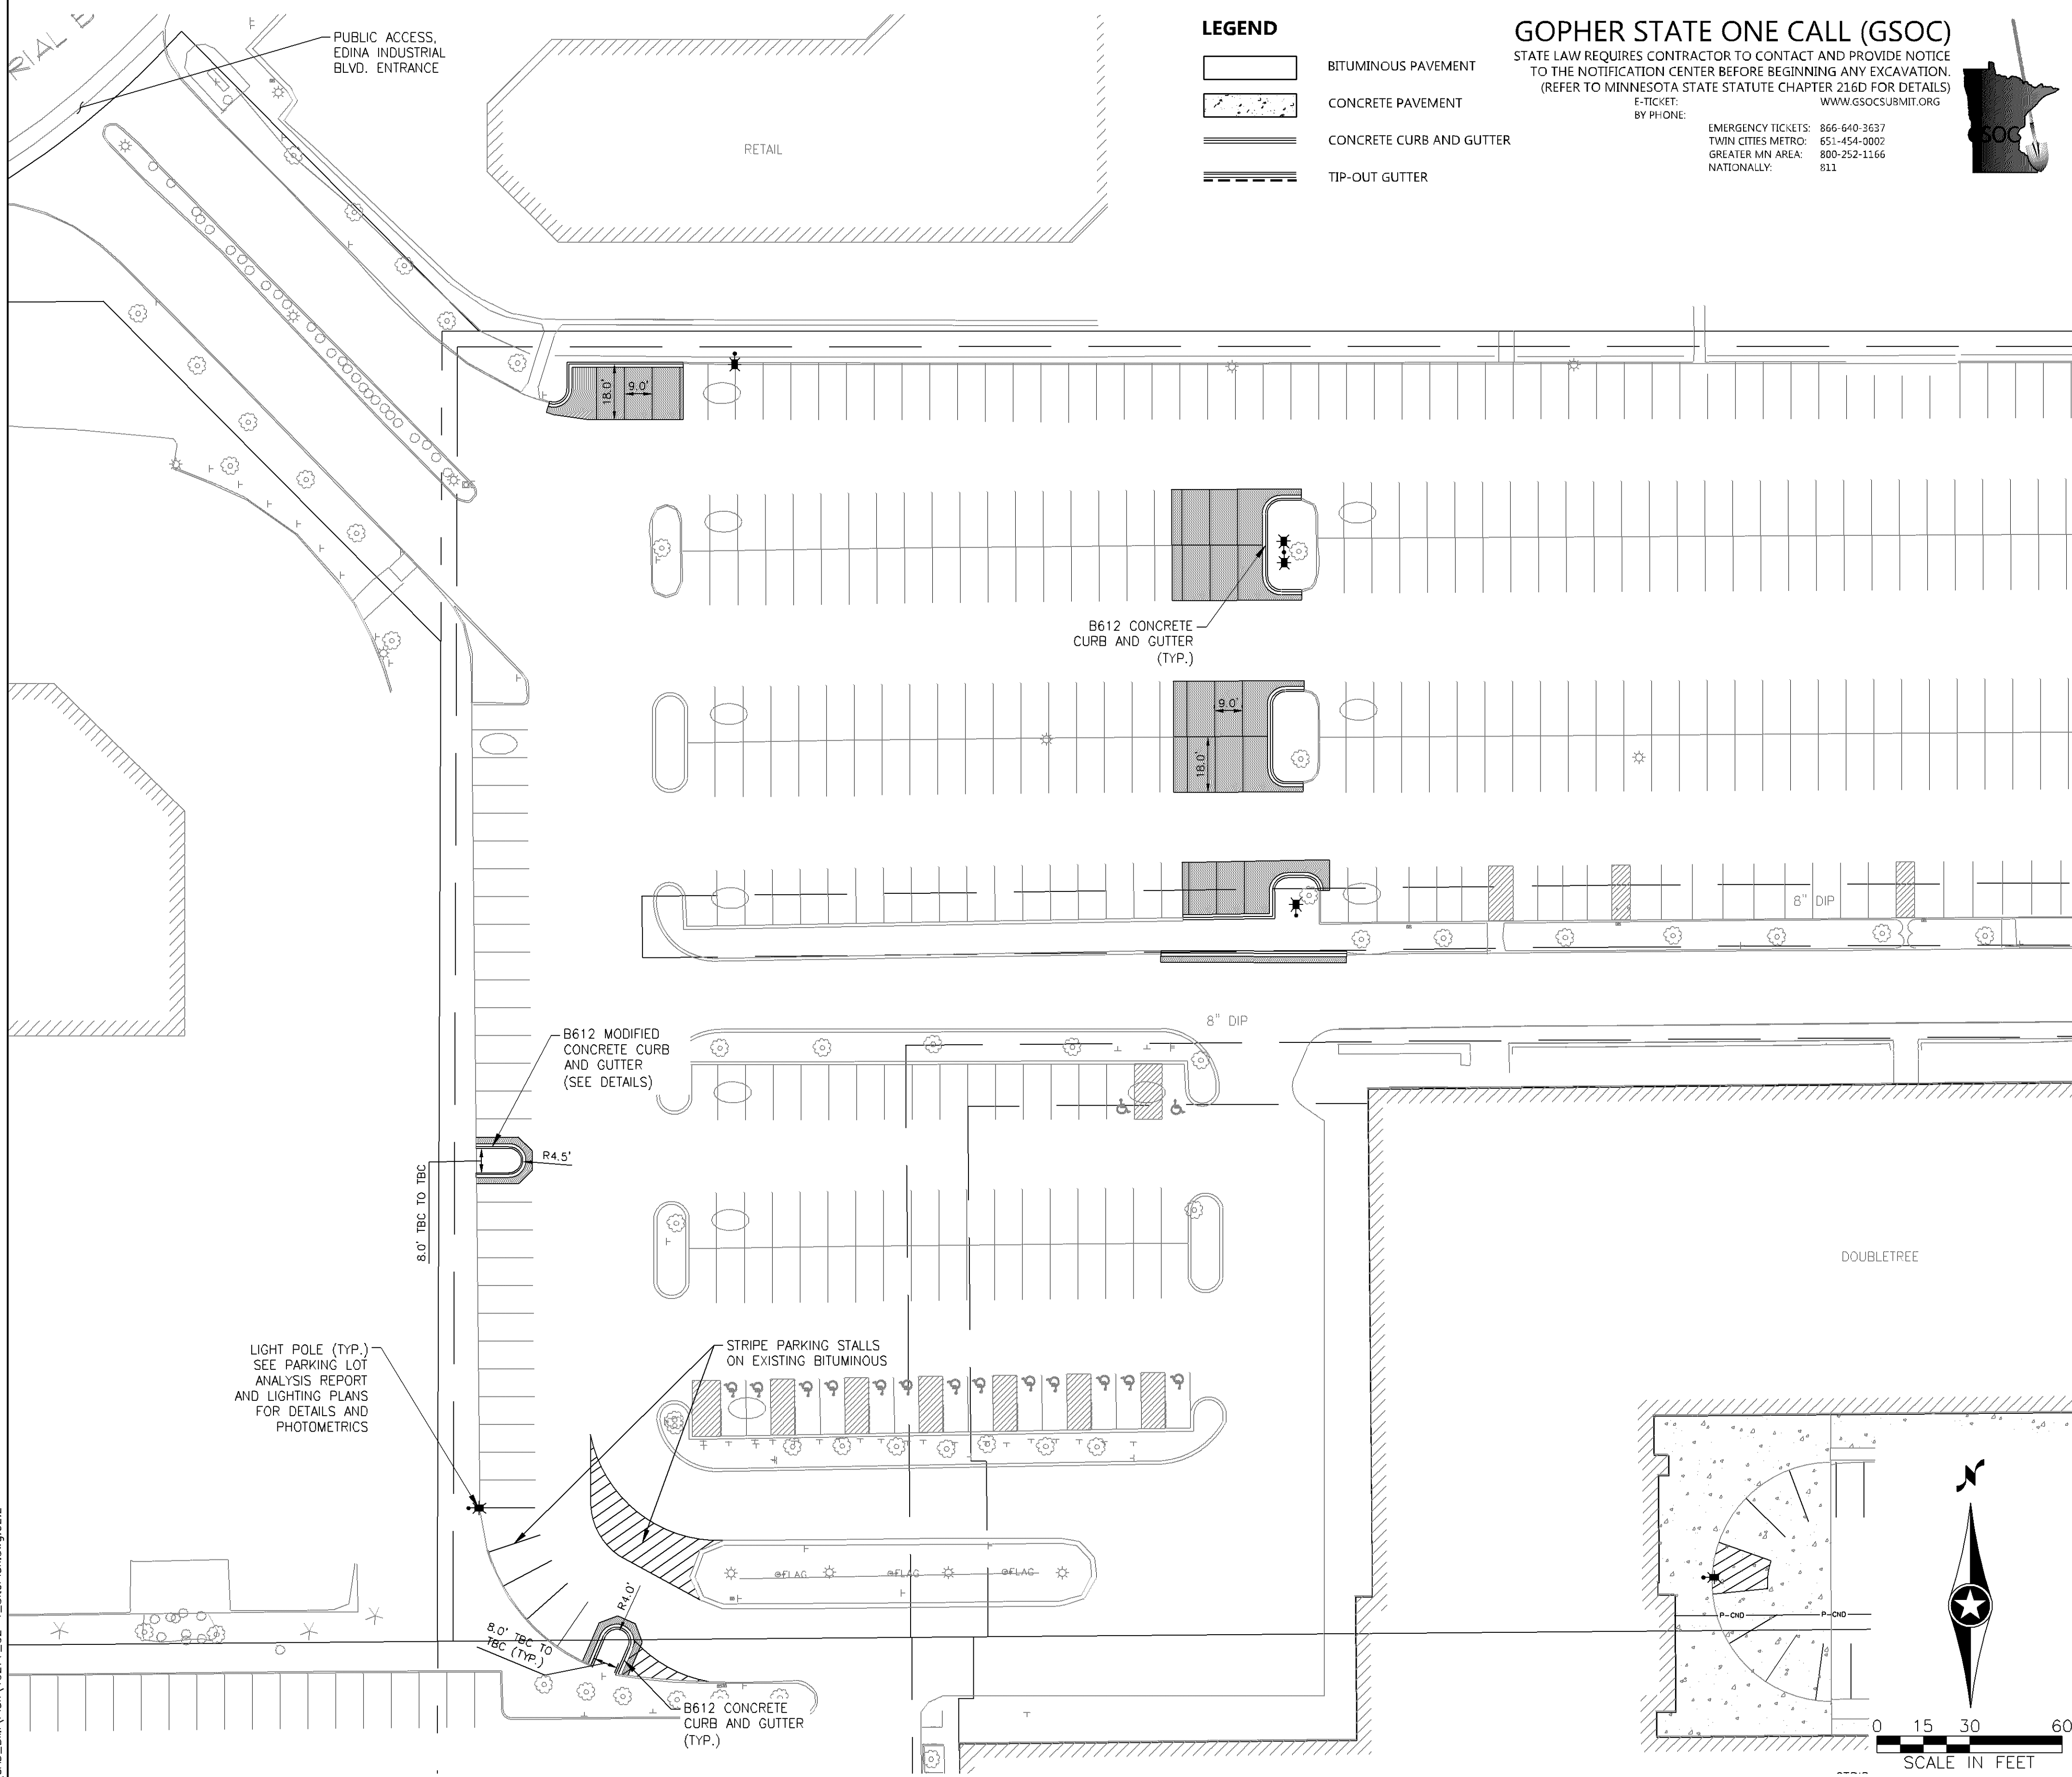 RIAL B
PUBLIC ACCESS,
EDINA INDUSTRIAL
BLVD. ENTRANCE
RETAIL
LEGEND
BITUMINOUS PAVEMENT
CONCRETE PAVEMENT
CONCRETE CURB AND GUTTER
TIP-OUT GUTTER
GOPHER STATE ONE CALL (GSOC)
STATE LAW REQUIRES CONTRACTOR TO CONTACT AND PROVIDE NOTICE
TO THE NOTIFICATION CENTER BEFORE BEGINNING ANY EXCAVATION.
(REFER TO MINNESOTA STATE STATUTE CHAPTER 216D FOR DETAILS)
E-TICKET: WWW.GSOCSUBMIT.ORG
BY PHONE:
EMERGENCY TICKETS: 866-640-3637
TWIN CITIES METRO: 651-454-0002
GREATER MN AREA: 800-252-1166
NATIONALLY: 811
GSOC
18.0'
9.0'
B612 CONCRETE
CURB AND GUTTER
(TYP.)
9.0'
18.0'
8" DIP
8" DIP
B612 MODIFIED
CONCRETE CURB
AND GUTTER
(SEE DETAILS)
R4.5'
8.0' TBC TO TBC
DOUBLETREE
LIGHT POLE (TYP.)
SEE PARKING LOT
ANALYSIS REPORT
AND LIGHTING PLANS
FOR DETAILS AND
PHOTOMETRICS
STRIPE PARKING STALLS
ON EXISTING BITUMINOUS
FLAG
FLAG
FLAG
R4.0'
8.0' TBC TO
TBC (TYP.)
B612 CONCRETE
CURB AND GUTTER
(TYP.)
P-CND
P-CND
N
0 15 30 60
SCALE IN FEET